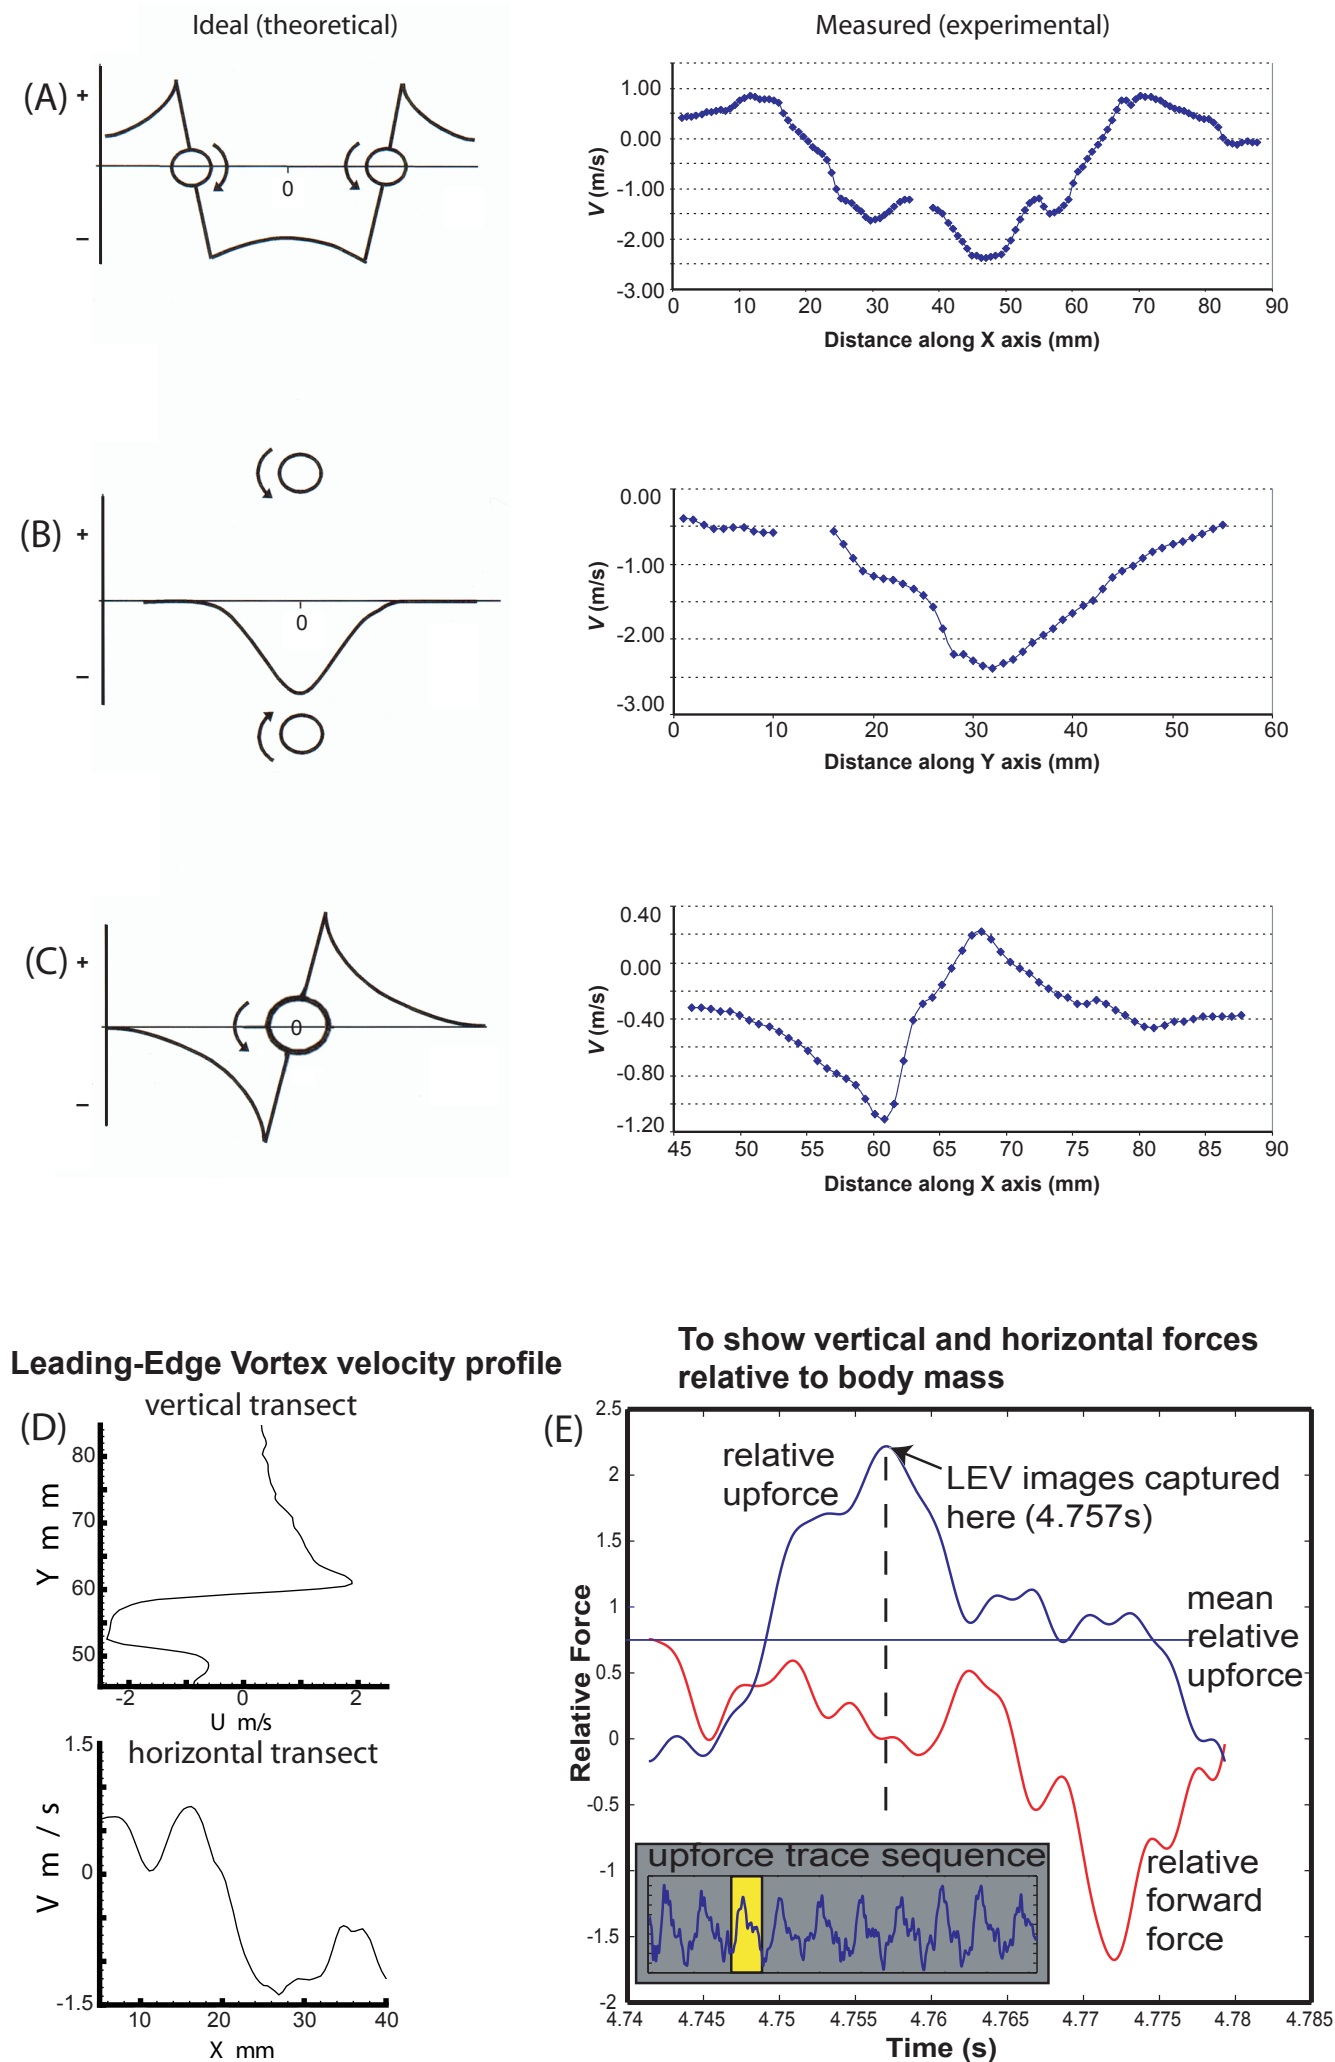 Ideal (theoretical)
Measured (experimental)
(A)
+
0
–
1.00
0.00
-1.00
-2.00
-3.00
V (m/s)
0 10 20 30 40 50 60 70 80 90
Distance along X axis (mm)
(B)
+
0
–
0.00
-1.00
-2.00
-3.00
V (m/s)
0 10 20 30 40 50 60
Distance along Y axis (mm)
(C)
+
0
–
0.40
0.00
-0.40
-0.80
-1.20
V (m/s)
45 50 55 60 65 70 75 80 85 90
Distance along X axis (mm)
Leading-Edge Vortex velocity profile
(D)
vertical transect
80
70
60
50
Y m m
-2 0 2
U m/s
horizontal transect
1.5
0
-1.5
V m / s
10 20 30 40
X mm
To show vertical and horizontal forces
relative to body mass
(E)
2.5
2
1.5
1
0.5
0
-0.5
-1
-1.5
-2
Relative Force
relative
upforce
LEV images captured
here (4.757s)
mean
relative
upforce
relative
forward
force
upforce trace sequence
4.74 4.745 4.75 4.755 4.76 4.765 4.77 4.775 4.78 4.785
Time (s)